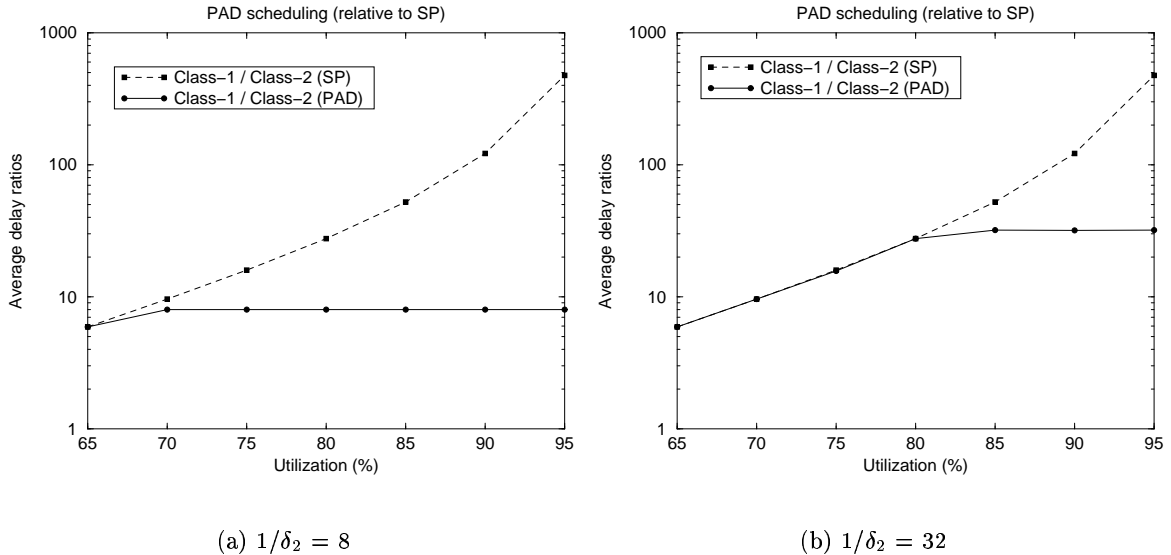 PAD scheduling (relative to SP)
1000
100
10
1
Average delay ratios
Class-1 / Class-2 (SP)
Class-1 / Class-2 (PAD)
65 70 75 80 85 90 95
Utilization (%)
(a) 1/δ₂ = 8
PAD scheduling (relative to SP)
1000
100
10
1
Average delay ratios
Class-1 / Class-2 (SP)
Class-1 / Class-2 (PAD)
65 70 75 80 85 90 95
Utilization (%)
(b) 1/δ₂ = 32